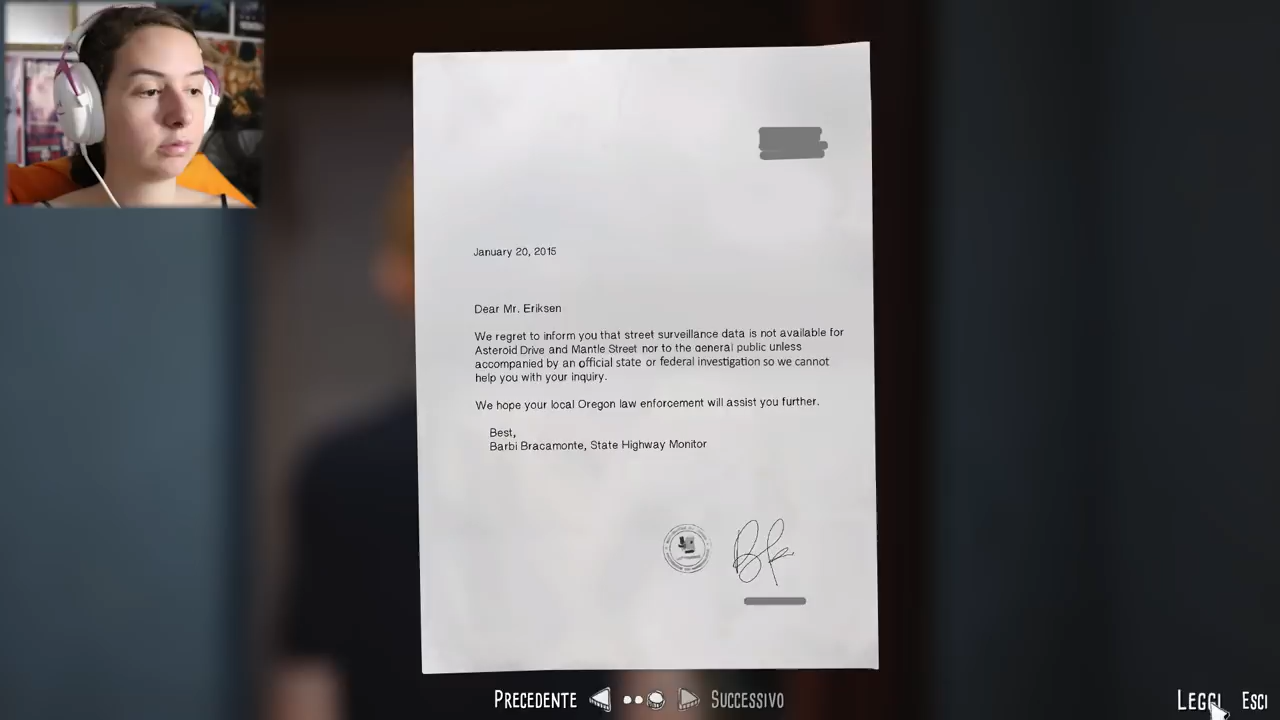 January 20, 2015
Dear Mr. Eriksen
We regret to inform you that street surveillance data is not available for
Asteroid Drive and Mantle Street nor to the general public unless
accompanied by an official state or federal investigation so we cannot
help you with your inquiry.
We hope your local Oregon law enforcement will assist you further.
Best,
Barbi Bracamonte, State Highway Monitor
PRECEDENTE
SUCCESSIVO
LEGGI
ESCI